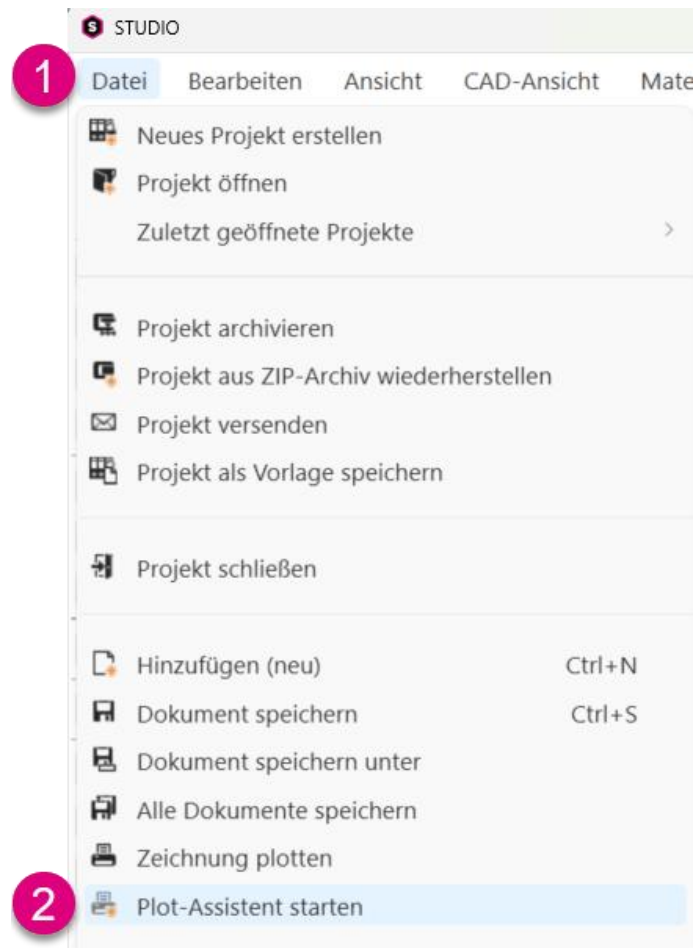 STUDIO
1
Datei Bearbeiten Ansicht CAD-Ansicht Mate
Neues Projekt erstellen
Projekt öffnen
Zuletzt geöffnete Projekte
Projekt archivieren
Projekt aus ZIP-Archiv wiederherstellen
Projekt versenden
Projekt als Vorlage speichern
Projekt schließen
Hinzufügen (neu) Ctrl+N
Dokument speichern Ctrl+S
Dokument speichern unter
Alle Dokumente speichern
Zeichnung plotten
2
Plot-Assistent starten